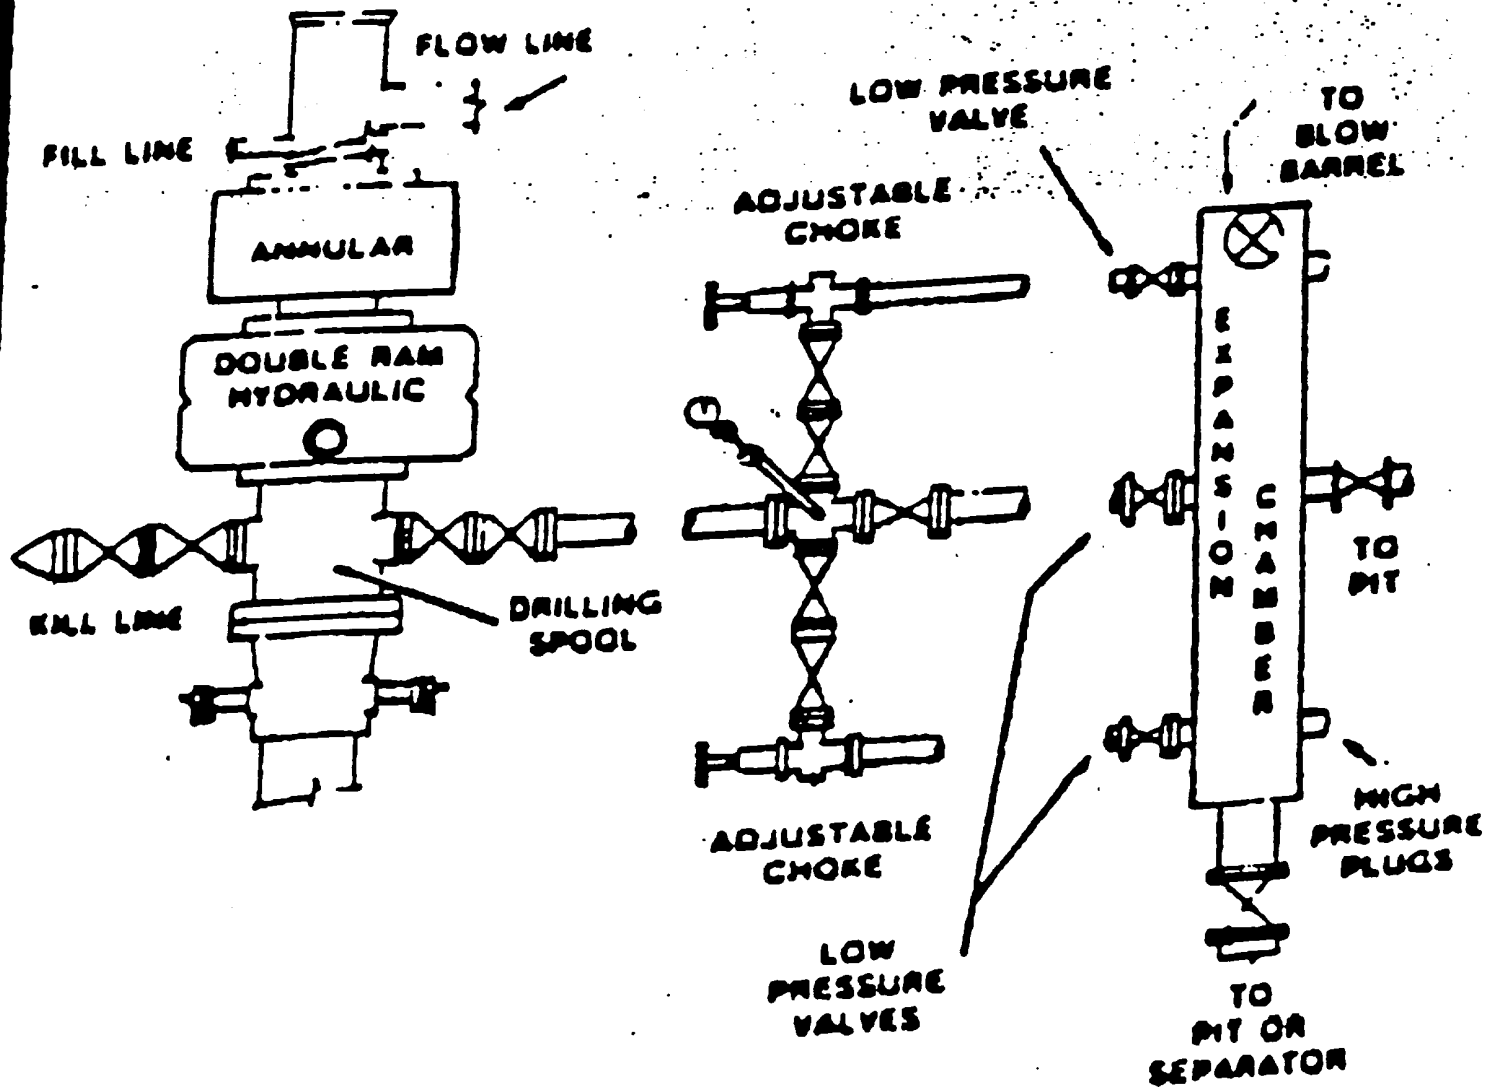 FLOW LINE
FILL LINE
ANNULAR
DOUBLE RAM
HYDRAULIC
KILL LINE
DRILLING
SPOOL
ADJUSTABLE
CHOKE
ADJUSTABLE
CHOKE
LOW PRESSURE
VALVE
TO
BLOW
BARREL
EXPANSION
CHAMBER
TO
PIT
HIGH
PRESSURE
PLUGS
LOW
PRESSURE
VALVES
TO
PIT OR
SEPARATOR